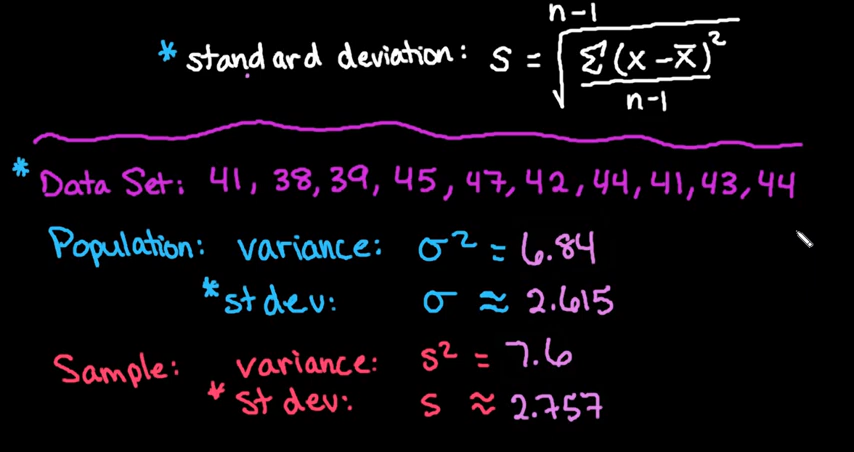 n-1
* standard deviation: S = √Σ(x-x̄)²
n-1
* Data Set: 41, 38, 39, 45, 47, 42, 44, 41, 43, 44
Population: variance: σ² = 6.84
*st dev: σ ≈ 2.615
Sample: variance: s² = 7.6
* St dev: s ≈ 2.757